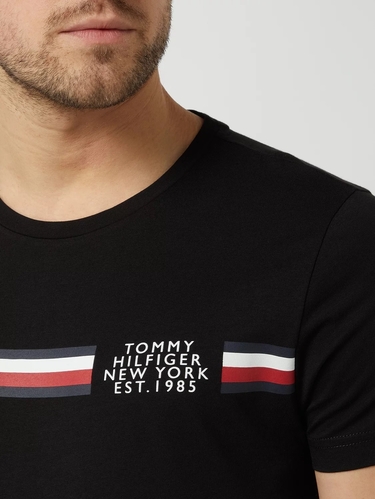 TOMMY
HILFIGER
NEW YORK
EST. 1985